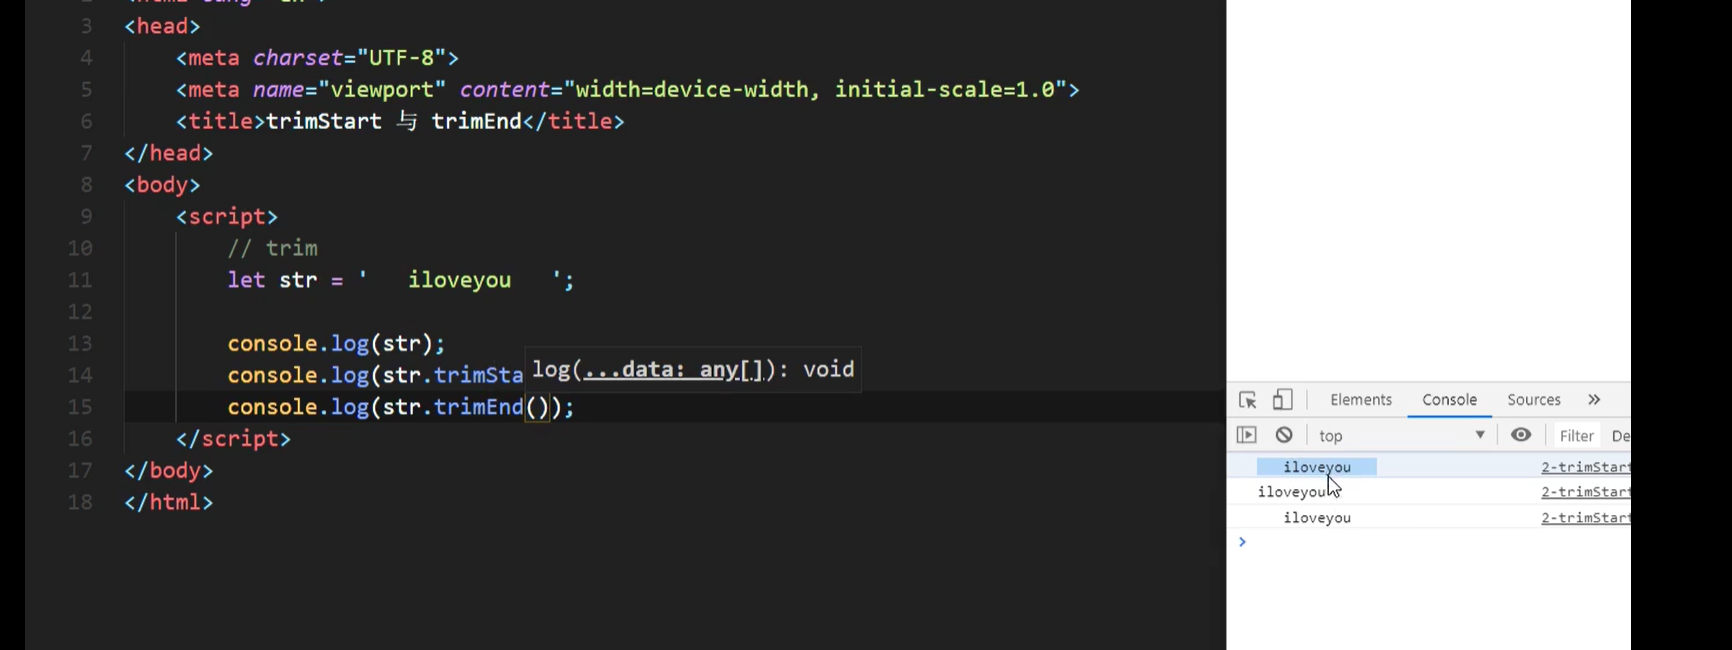 3 <head>
4 <meta charset="UTF-8">
5 <meta name="viewport" content="width=device-width, initial-scale=1.0">
6 <title>trimStart 与 trimEnd</title>
7 </head>
8 <body>
9 <script>
10 // trim
11 let str = '   iloveyou   ';
12
13 console.log(str);
log(...data: any[]): void
14 console.log(str.trimSta
15 console.log(str.trimEnd());
16 </script>
17 </body>
18 </html>
Elements Console Sources »
top Filter De
iloveyou 2-trimStart
iloveyou 2-trimStart
iloveyou 2-trimStart
>